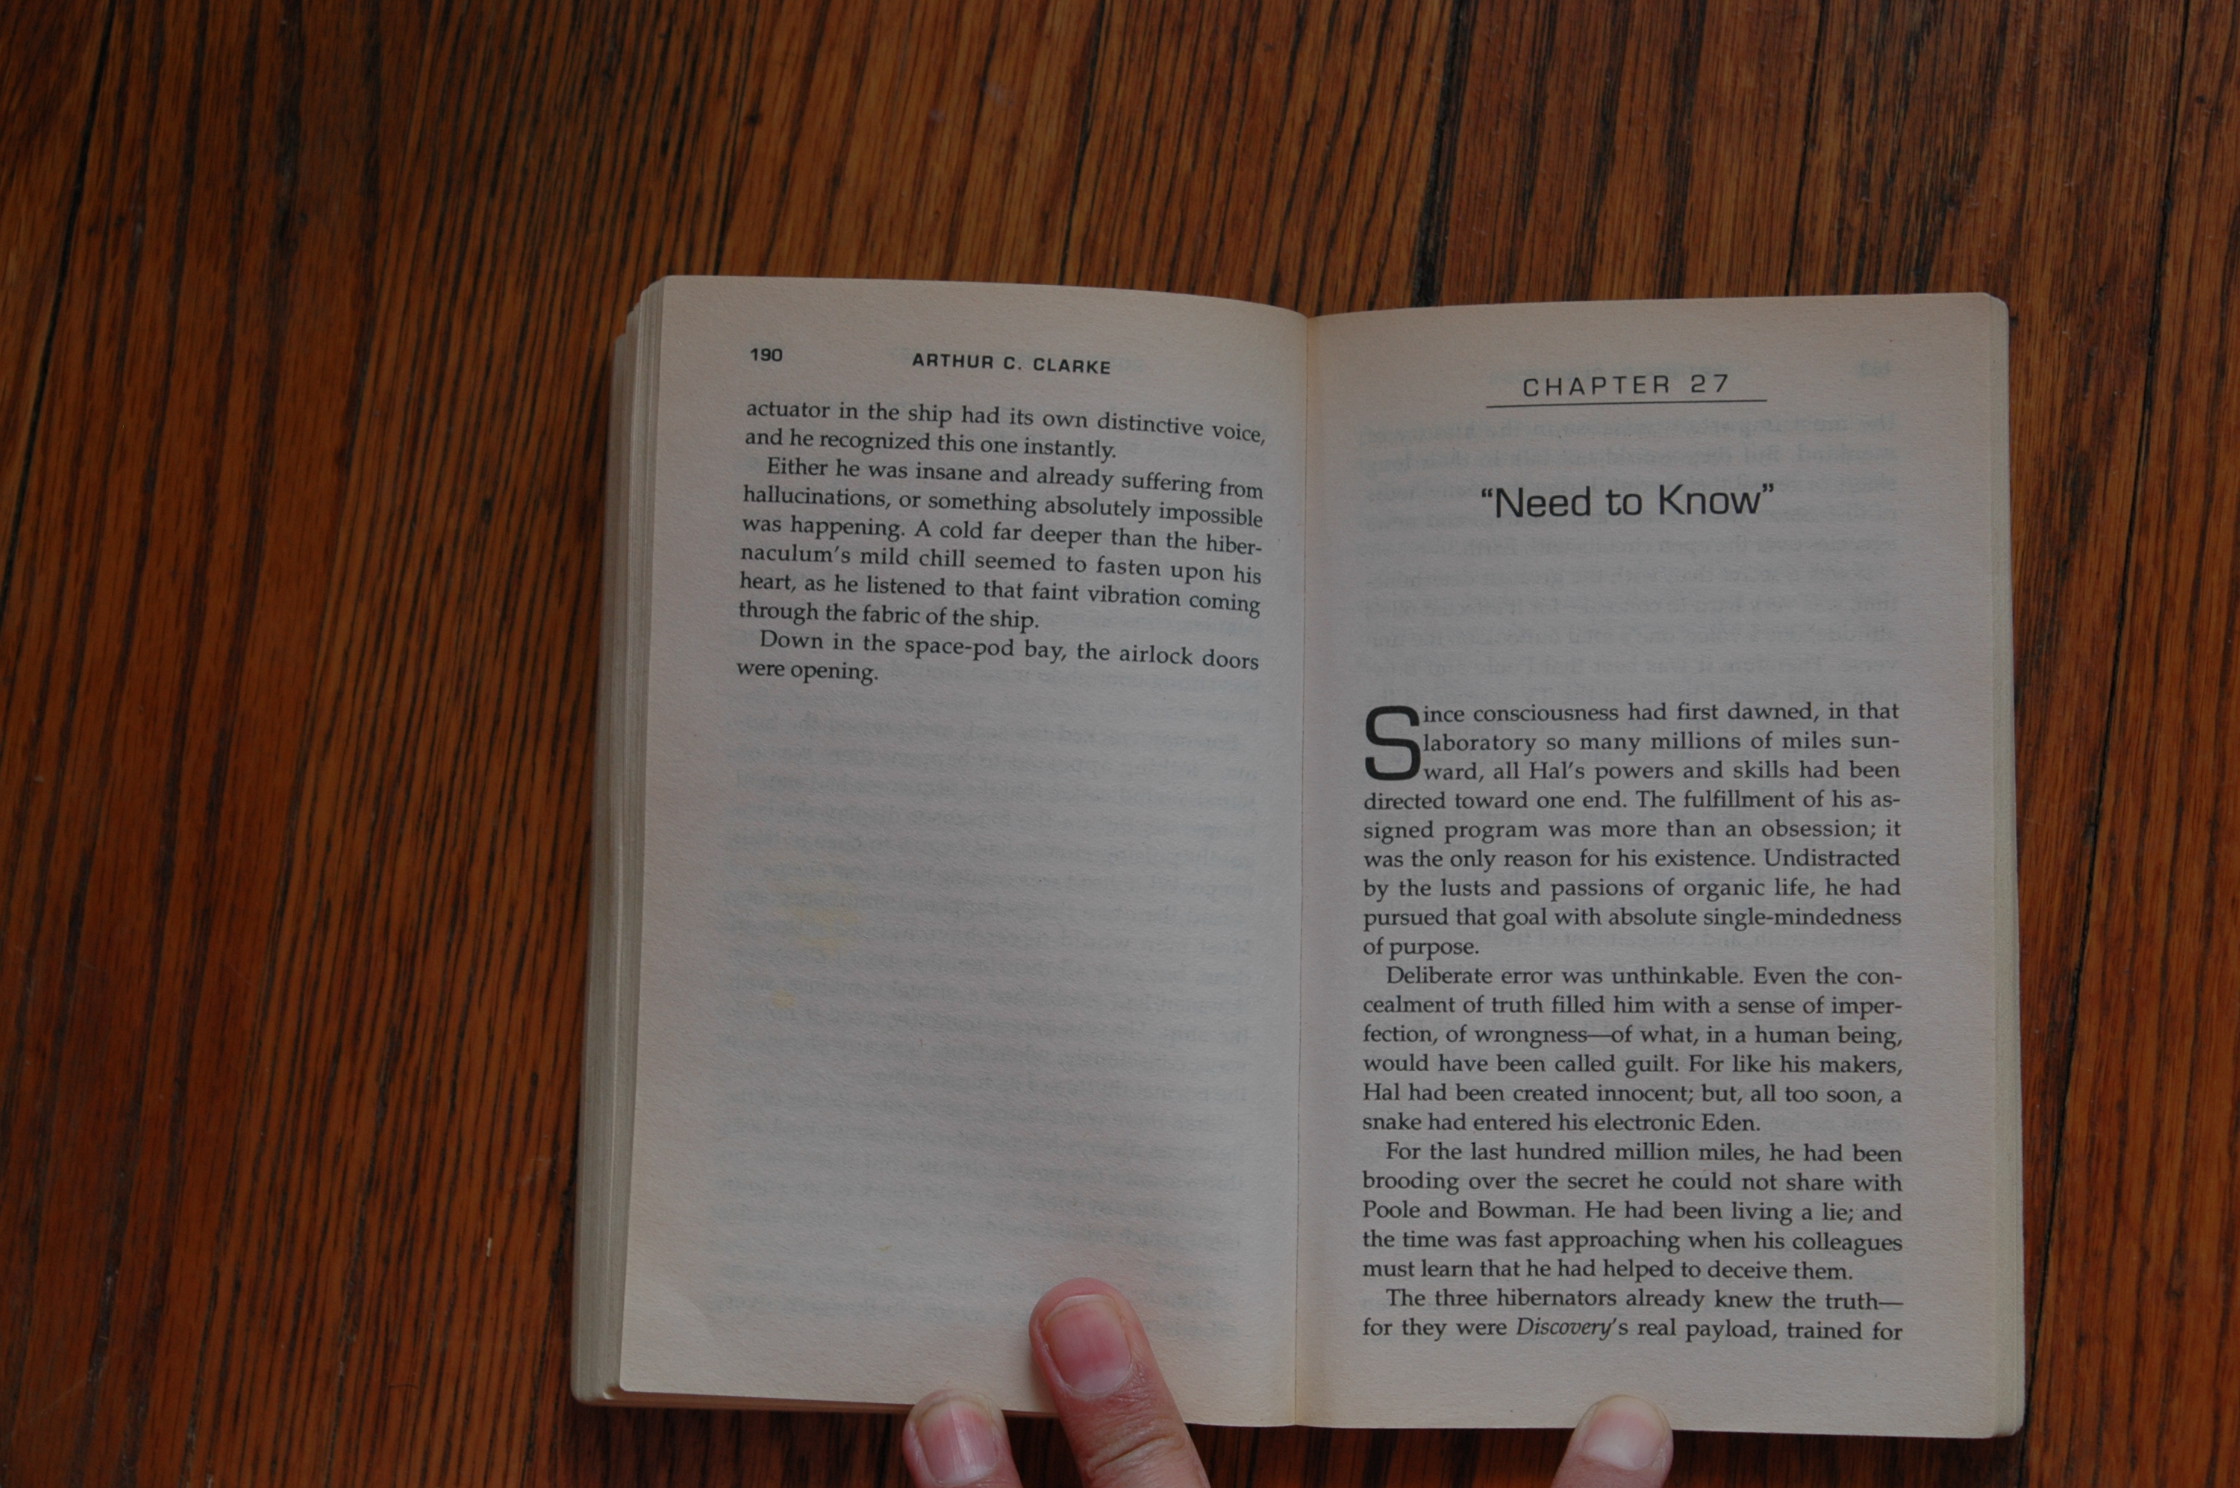 190
ARTHUR C. CLARKE
actuator in the ship had its own distinctive voice,
and he recognized this one instantly.
Either he was insane and already suffering from
hallucinations, or something absolutely impossible
was happening. A cold far deeper than the hiber-
naculum's mild chill seemed to fasten upon his
heart, as he listened to that faint vibration coming
through the fabric of the ship.
Down in the space-pod bay, the airlock doors
were opening.
CHAPTER 27
“Need to Know”
Since consciousness had first dawned, in that
laboratory so many millions of miles sun-
ward, all Hal's powers and skills had been
directed toward one end. The fulfillment of his as-
signed program was more than an obsession; it
was the only reason for his existence. Undistracted
by the lusts and passions of organic life, he had
pursued that goal with absolute single-mindedness
of purpose.
Deliberate error was unthinkable. Even the con-
cealment of truth filled him with a sense of imper-
fection, of wrongness—of what, in a human being,
would have been called guilt. For like his makers,
Hal had been created innocent; but, all too soon, a
snake had entered his electronic Eden.
For the last hundred million miles, he had been
brooding over the secret he could not share with
Poole and Bowman. He had been living a lie; and
the time was fast approaching when his colleagues
must learn that he had helped to deceive them.
The three hibernators already knew the truth—
for they were Discovery's real payload, trained for